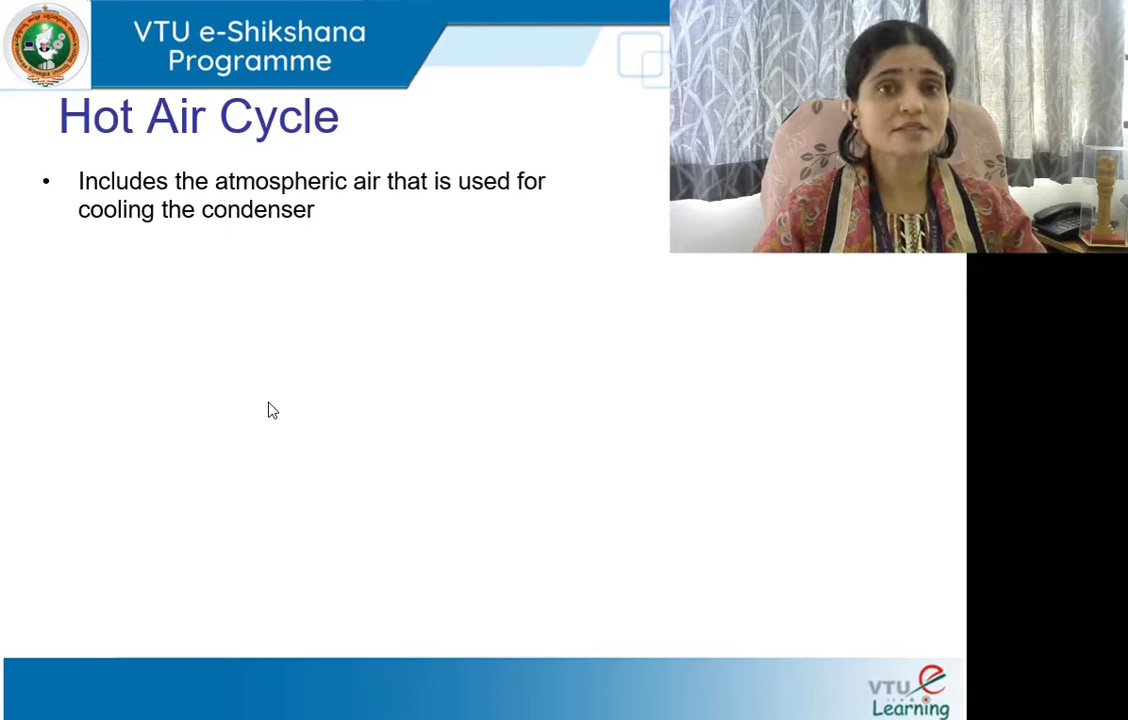 VTU e-Shikshana
Programme
Hot Air Cycle
• Includes the atmospheric air that is used for
cooling the condenser
VTU e
Learning